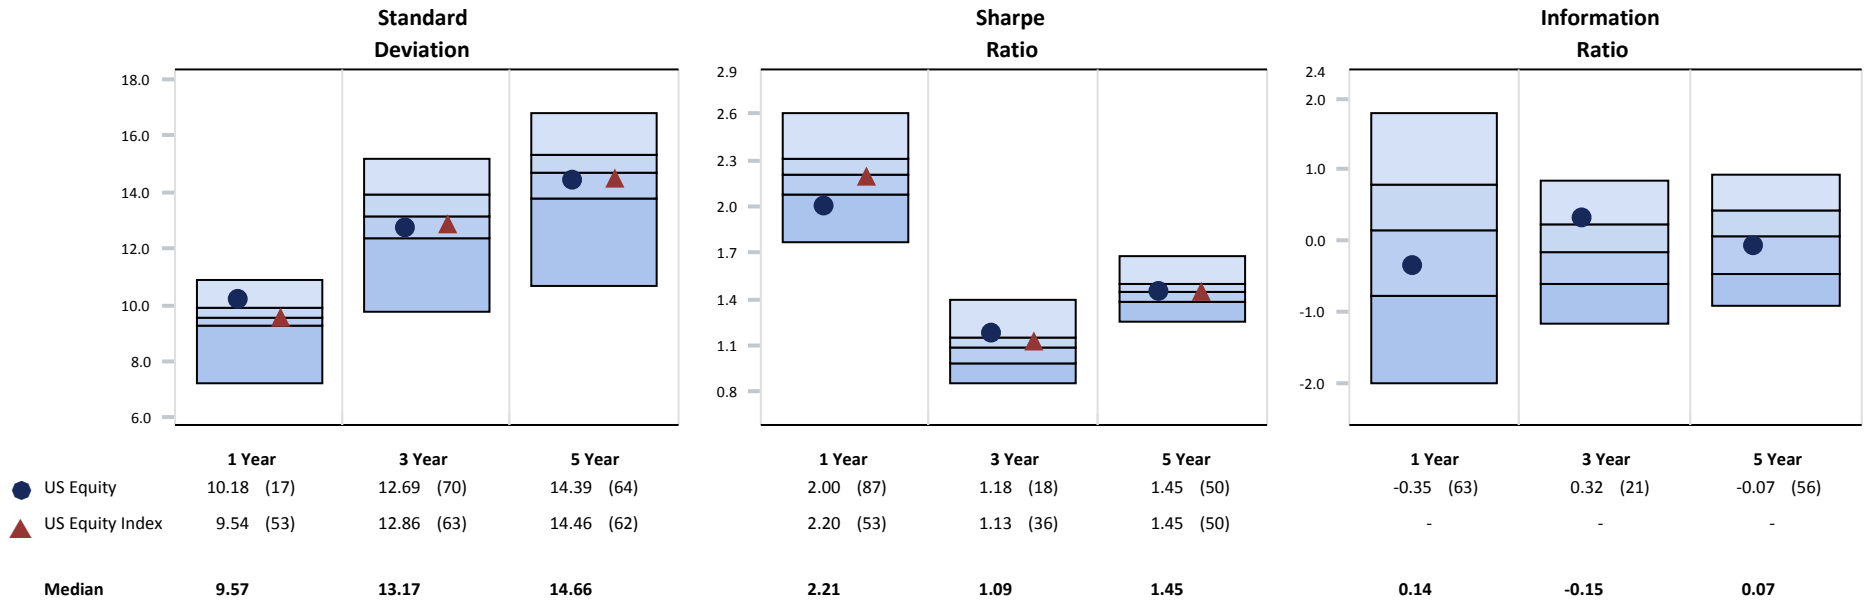 Standard
Deviation
Sharpe
Ratio
Information
Ratio
18.0
16.0
14.0
12.0
10.0
8.0
6.0
2.9
2.6
2.3
2.0
1.7
1.4
1.1
0.8
2.4
2.0
1.0
0.0
-1.0
-2.0
1 Year 3 Year 5 Year 1 Year 3 Year 5 Year 1 Year 3 Year 5 Year
US Equity 10.18 (17) 12.69 (70) 14.39 (64) 2.00 (87) 1.18 (18) 1.45 (50) -0.35 (63) 0.32 (21) -0.07 (56)
US Equity Index 9.54 (53) 12.86 (63) 14.46 (62) 2.20 (53) 1.13 (36) 1.45 (50) - - -
Median 9.57 13.17 14.66 2.21 1.09 1.45 0.14 -0.15 0.07